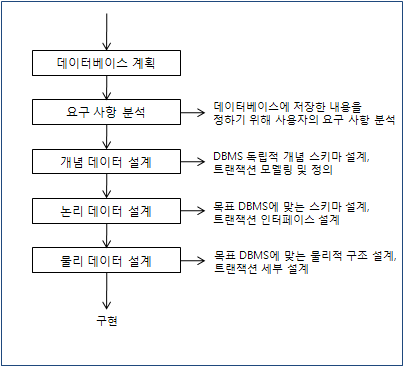 데이터베이스 계획
요구 사항 분석
데이터베이스에 저장한 내용을
정하기 위해 사용자의 요구 사항 분석
개념 데이터 설계
DBMS 독립적 개념 스키마 설계,
트랜잭션 모델링 및 정의
논리 데이터 설계
목표 DBMS에 맞는 스키마 설계,
트랜잭션 인터페이스 설계
물리 데이터 설계
목표 DBMS에 맞는 물리적 구조 설계,
트랜잭션 세부 설계
구현